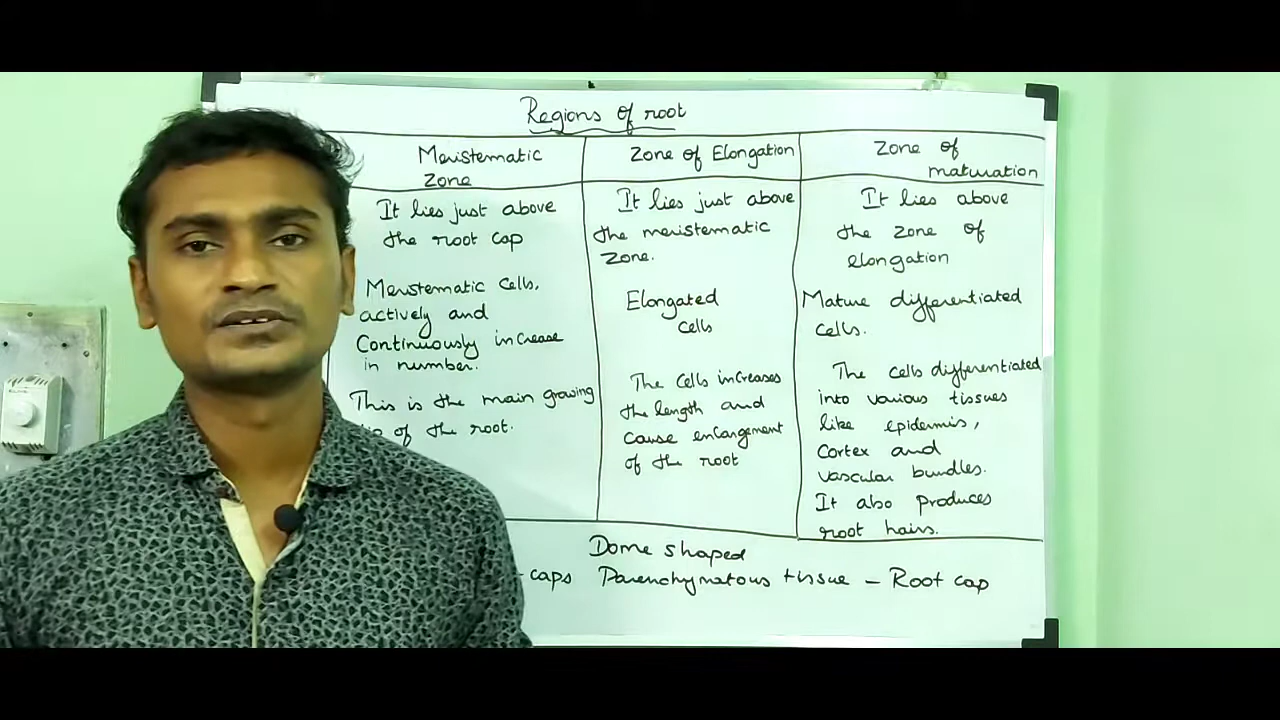 Regions of root
Meristematic
Zone
It lies just above
the root cap
Meristematic cells,
actively and
Continuously increase
in number.
This is the main growing
of the root.
Zone of Elongation
It lies just above
the meristematic
zone.
Elongated
cells
The cells increases
the length and
cause enlargement
of the root
Zone of
maturation
It lies above
the zone of
elongation
Mature differentiated
cells.
The cells differentiated
into various tissues
like epidermis,
Cortex and
vascular bundles.
It also produces
root hairs.
Dome shaped
- caps Parenchymatous tissue - Root cap